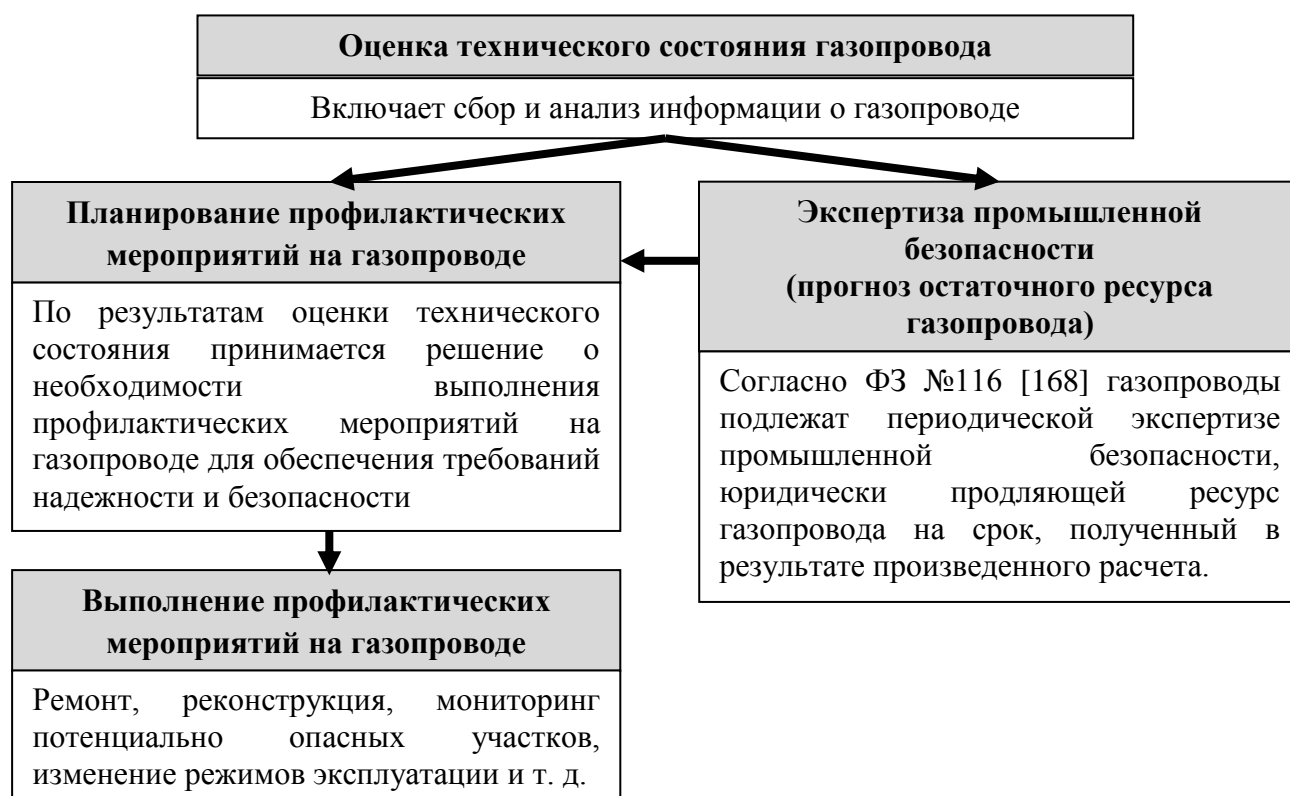 Оценка технического состояния газопровода
Включает сбор и анализ информации о газопроводе
Планирование профилактических
мероприятий на газопроводе
По результатам оценки технического
состояния принимается решение о
необходимости выполнения
профилактических мероприятий на
газопроводе для обеспечения требований
надежности и безопасности
Экспертиза промышленной
безопасности
(прогноз остаточного ресурса
газопровода)
Согласно ФЗ №116 [168] газопроводы
подлежат периодической экспертизе
промышленной безопасности,
юридически продляющей ресурс
газопровода на срок, полученный в
результате произведенного расчета.
Выполнение профилактических
мероприятий на газопроводе
Ремонт, реконструкция, мониторинг
потенциально опасных участков,
изменение режимов эксплуатации и т. д.